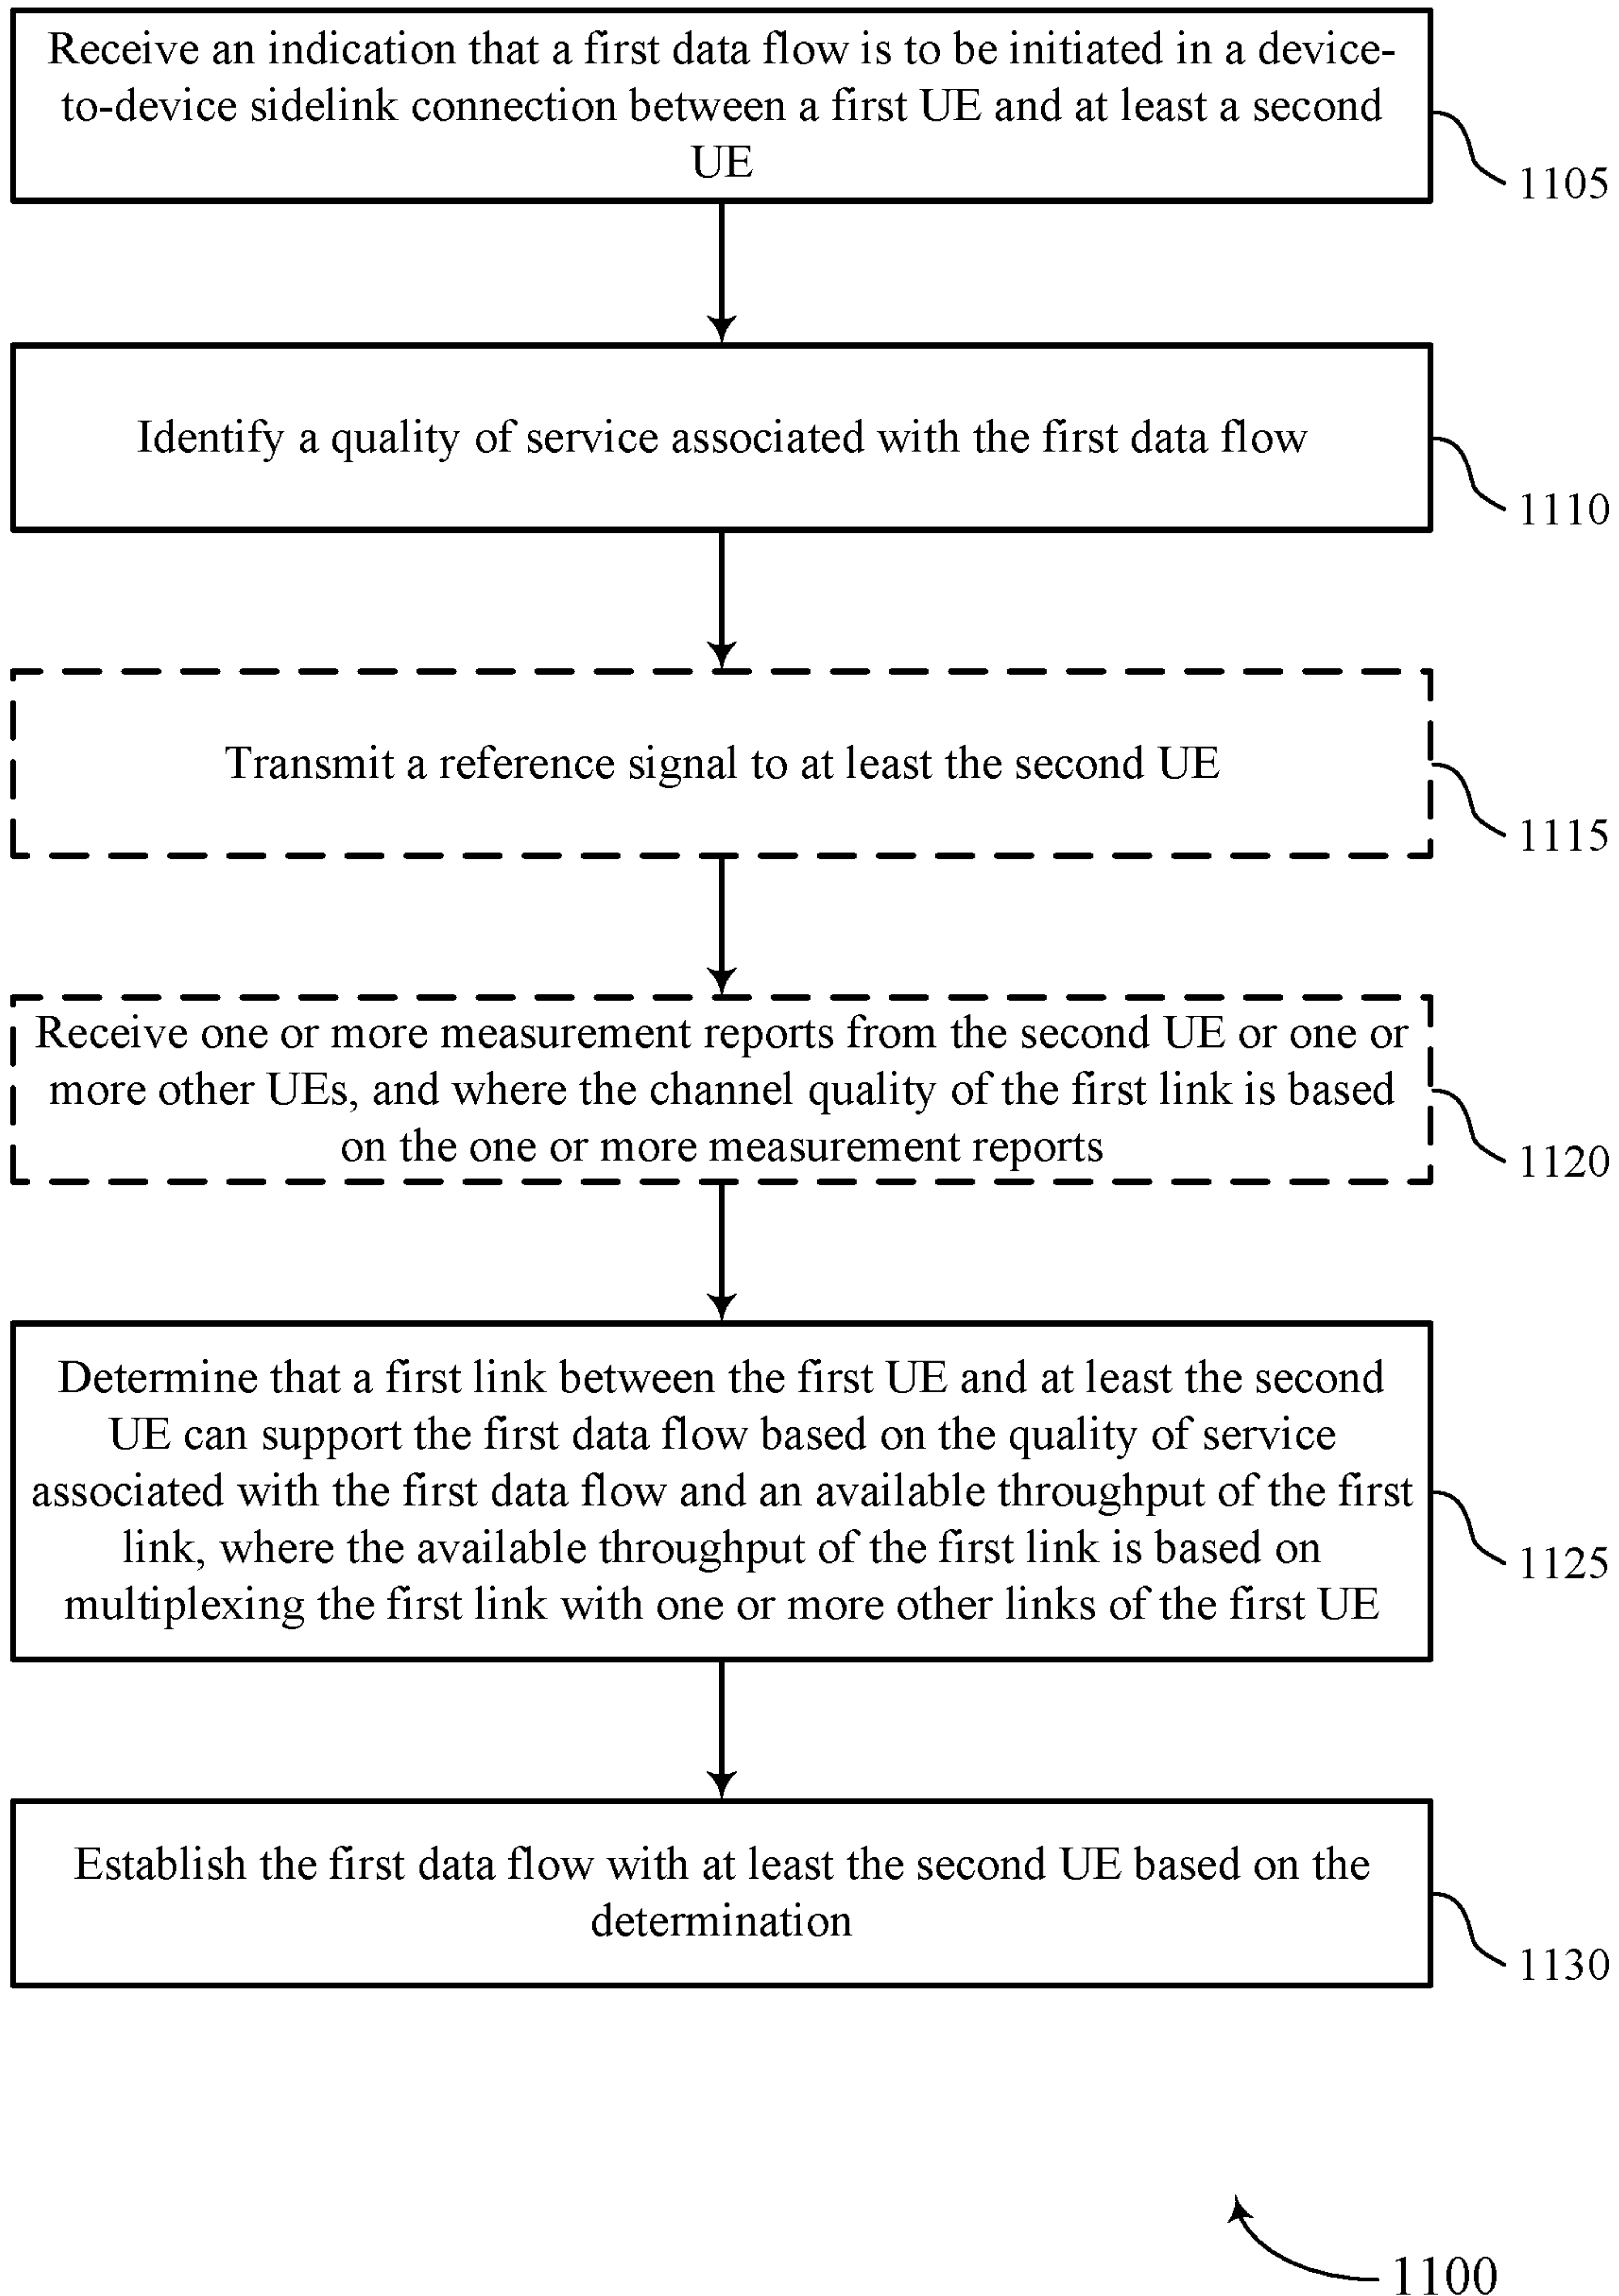 Receive an indication that a first data flow is to be initiated in a device-
to-device sidelink connection between a first UE and at least a second
UE
1105
Identify a quality of service associated with the first data flow
1110
Transmit a reference signal to at least the second UE
1115
Receive one or more measurement reports from the second UE or one or
more other UEs, and where the channel quality of the first link is based
on the one or more measurement reports
1120
Determine that a first link between the first UE and at least the second
UE can support the first data flow based on the quality of service
associated with the first data flow and an available throughput of the first
link, where the available throughput of the first link is based on
multiplexing the first link with one or more other links of the first UE
1125
Establish the first data flow with at least the second UE based on the
determination
1130
1100